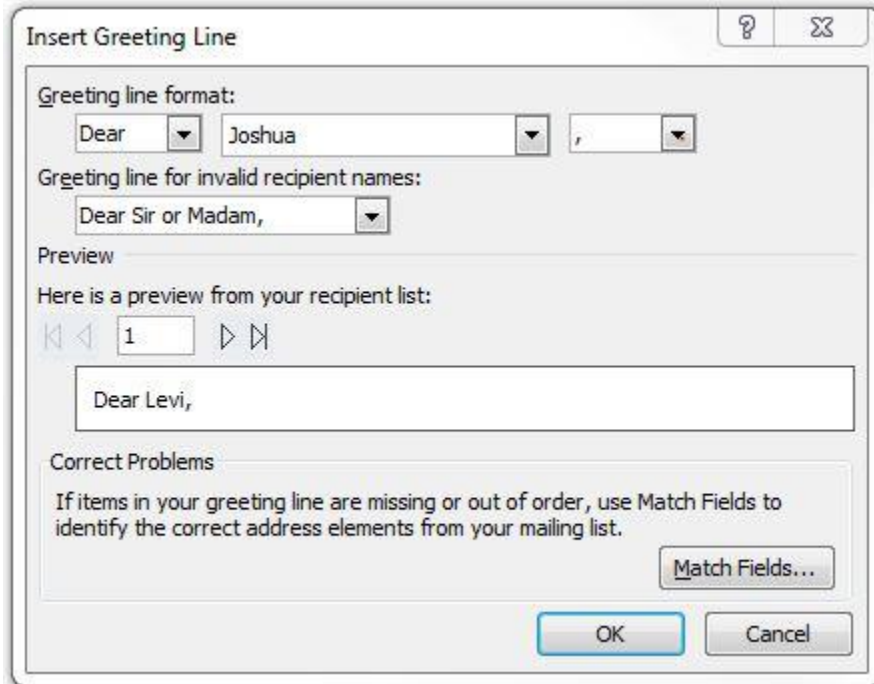 Insert Greeting Line
Greeting line format:
Dear Joshua ,
Greeting line for invalid recipient names:
Dear Sir or Madam,
Preview
Here is a preview from your recipient list:
1
Dear Levi,
Correct Problems
If items in your greeting line are missing or out of order, use Match Fields to
identify the correct address elements from your mailing list.
Match Fields...
OK Cancel